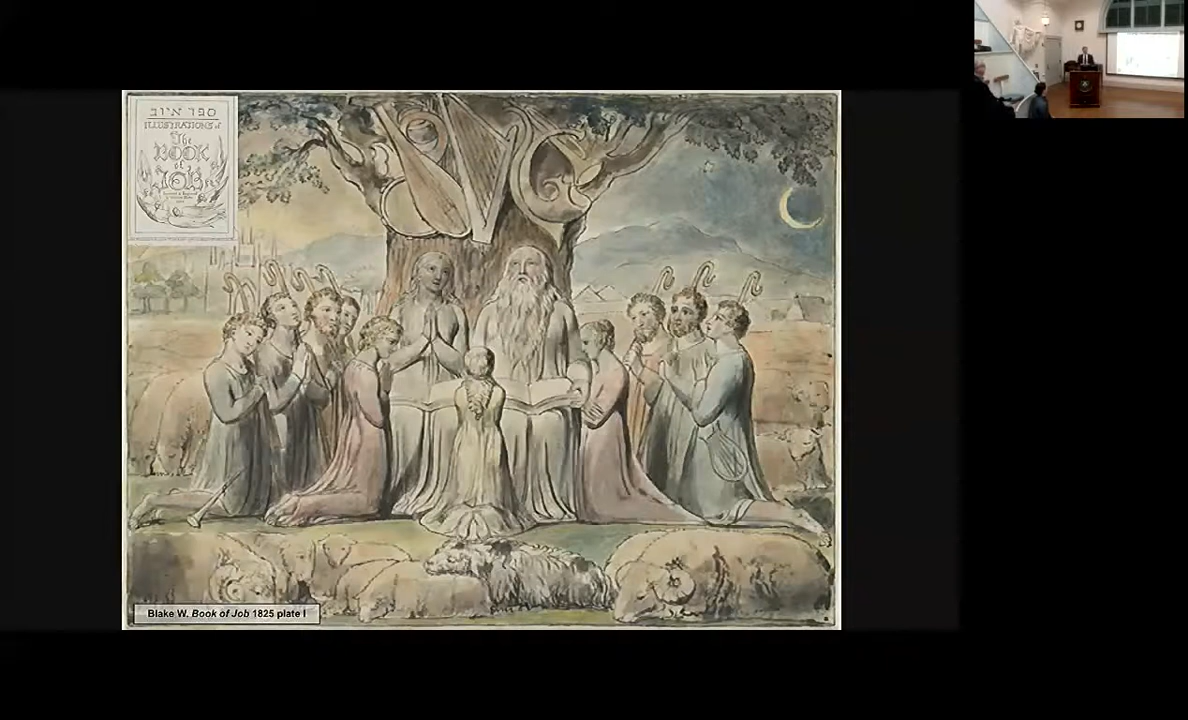 ספר איוב
ILLUSTRATIONS of
The
BOOK
of
JOB
Blake W. Book of Job 1825 plate I